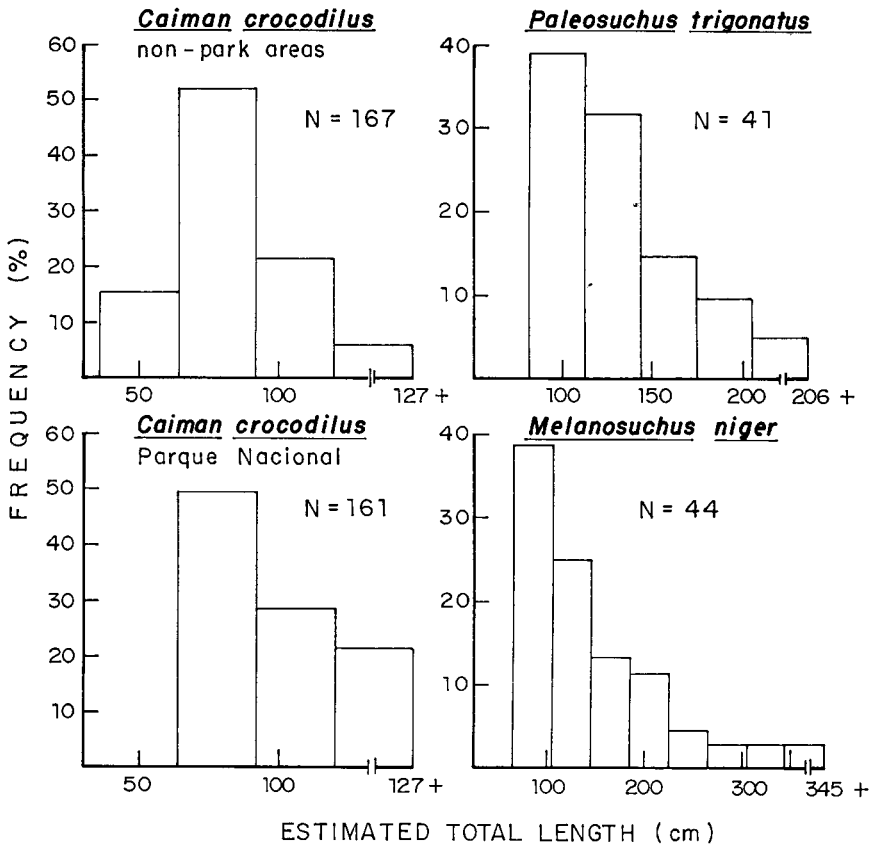 Caiman crocodilus
non-park areas
N = 167
60
50
40
30
20
10
50
100
127 +
Paleosuchus trigonatus
N = 41
40
30
20
10
100
150
200
206 +
Caiman crocodilus
Parque Nacional
N = 161
60
50
40
30
20
10
50
100
127 +
Melanosuchus niger
N = 44
40
30
20
10
100
200
300
345 +
FREQUENCY (%)
ESTIMATED TOTAL LENGTH (cm)